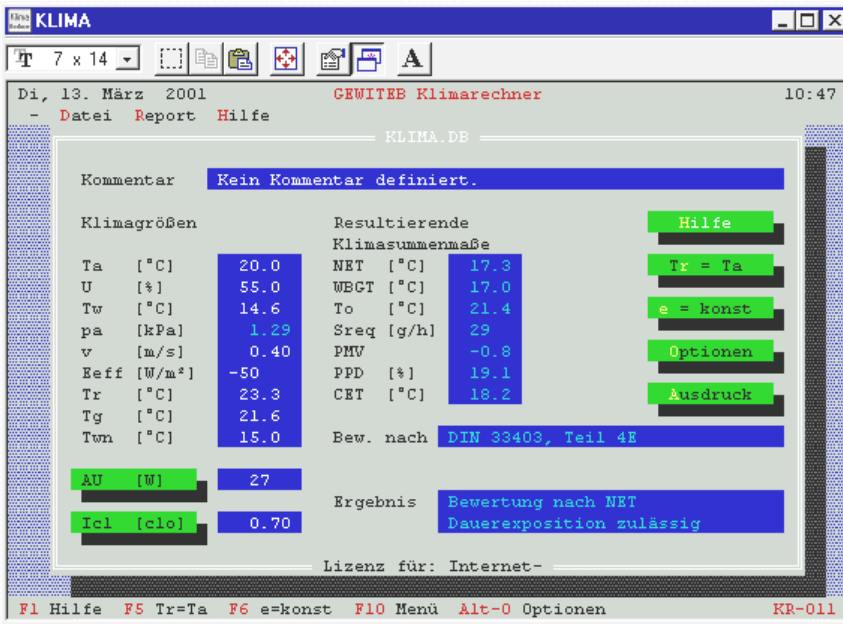 KLIMA
7 x 14
A
Di, 13. März 2001 GEWITEB Klimarechner 10:47
- Datei Report Hilfe
KLIMA.DB
Kommentar Kein Kommentar definiert.
Klimagrößen Resultierende Hilfe
Klimasummenmaße
Ta [°C] 20.0 NET [°C] 17.3 Tr = Ta
U [%] 55.0 WBGT [°C] 17.0
Tw [°C] 14.6 To [°C] 21.4 e = konst
pa [kPa] 1.29 Sreq [g/h] 29
v [m/s] 0.40 PMV -0.8 Optionen
Eeff [W/m²] -50 PPD [%] 19.1
Tr [°C] 23.3 CET [°C] 18.2 Ausdruck
Tg [°C] 21.6
Twn [°C] 15.0 Bew. nach DIN 33403, Teil 4E
AU [W] 27
Ergebnis Bewertung nach NET
Icl [clo] 0.70 Dauerexposition zulässig
Lizenz für: Internet-
F1 Hilfe F5 Tr=Ta F6 e=konst F10 Menü Alt-O Optionen KR-011